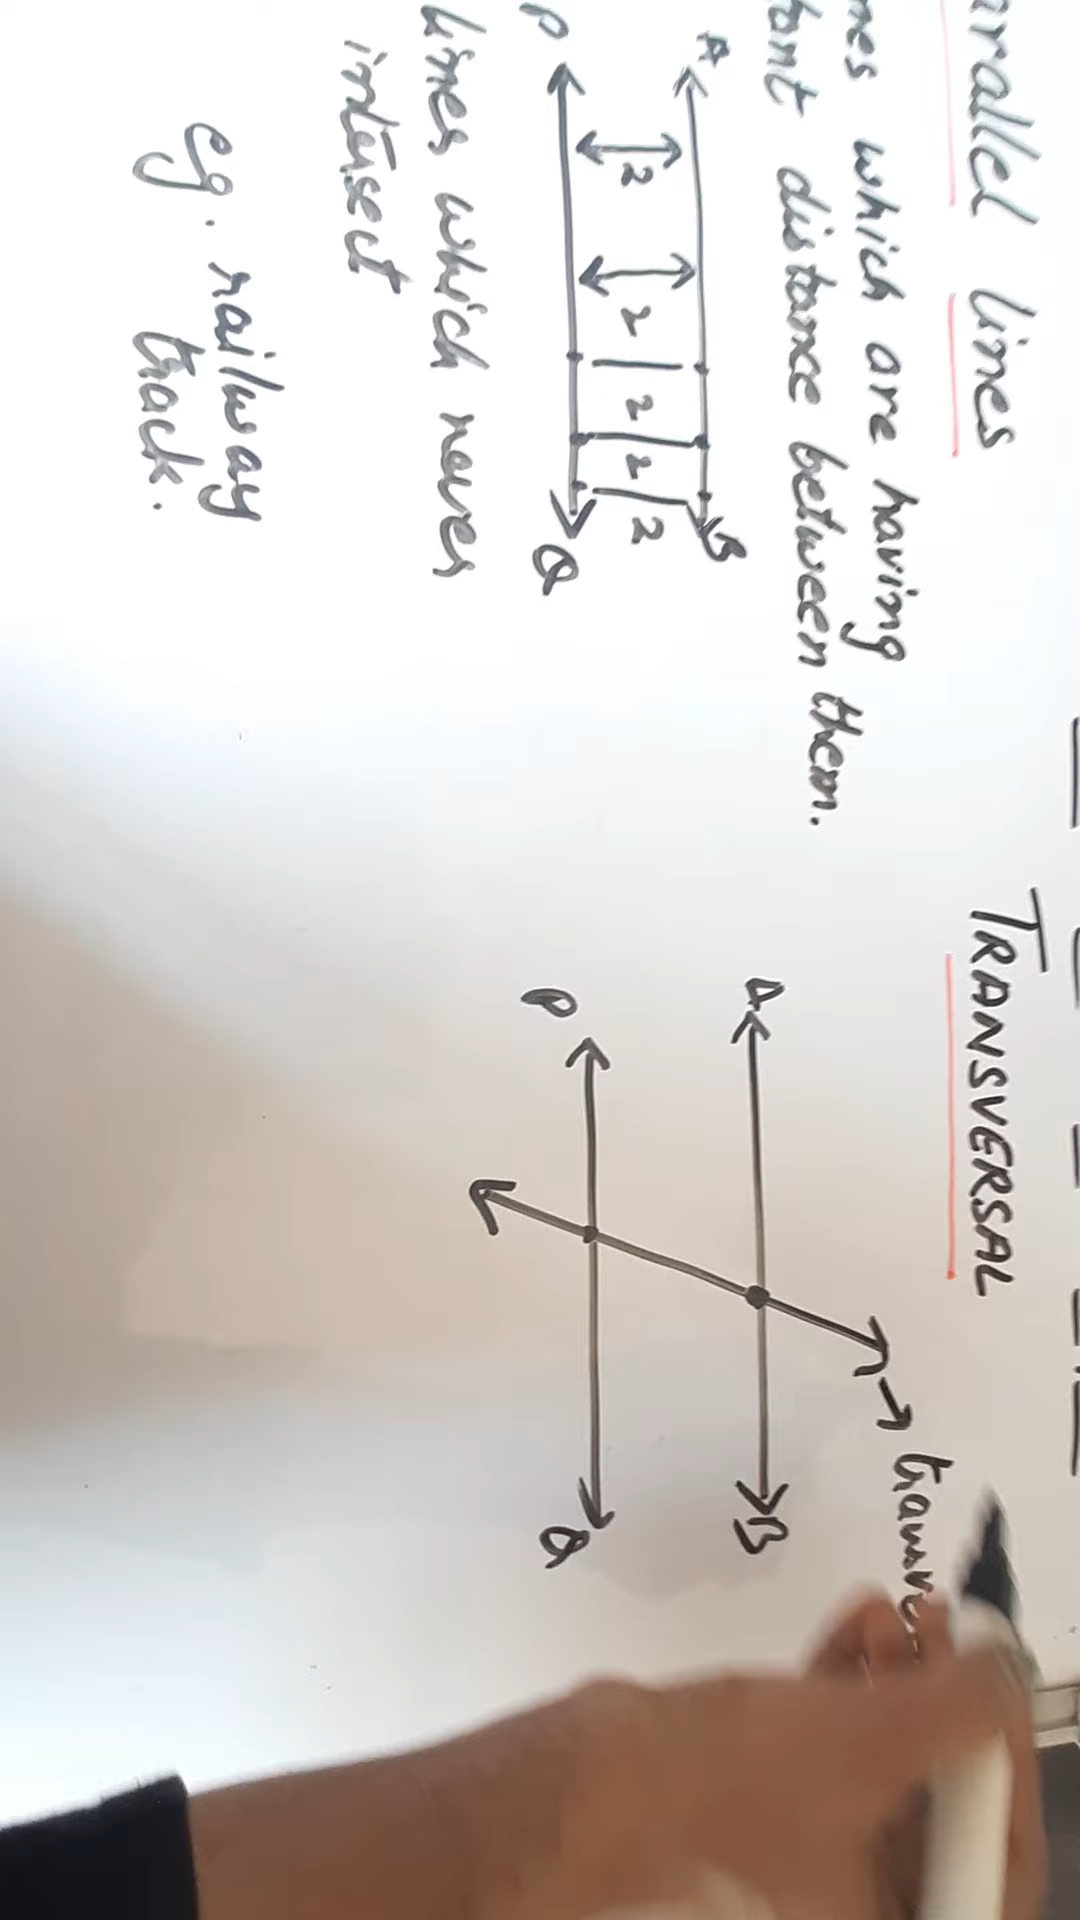 arallel lines
nes which are having
tant distance between them.
A B
2 2 2 2 2
P Q
lines which never
intersect
eg. railway
track.
TRANSVERSAL
transve
A B
P Q